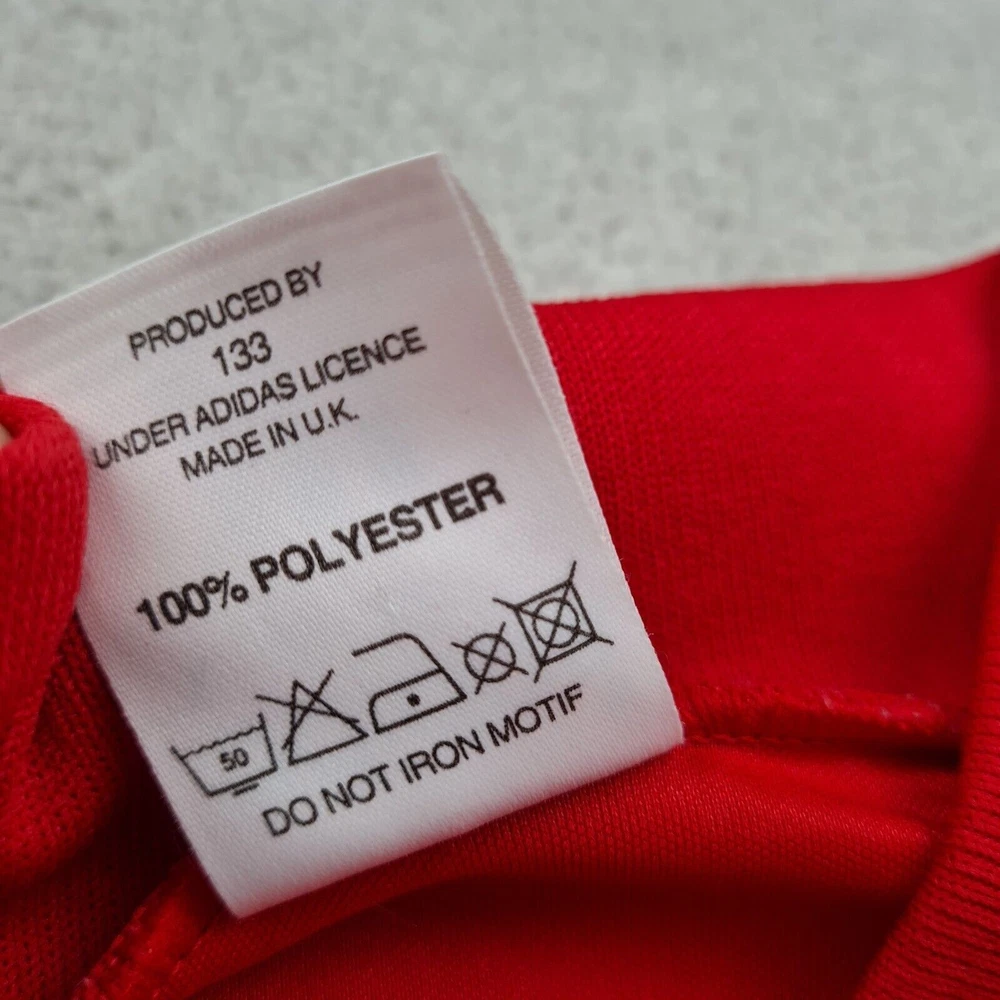 PRODUCED BY
133
UNDER ADIDAS LICENCE
MADE IN U.K.
100% POLYESTER
50
DO NOT IRON MOTIF